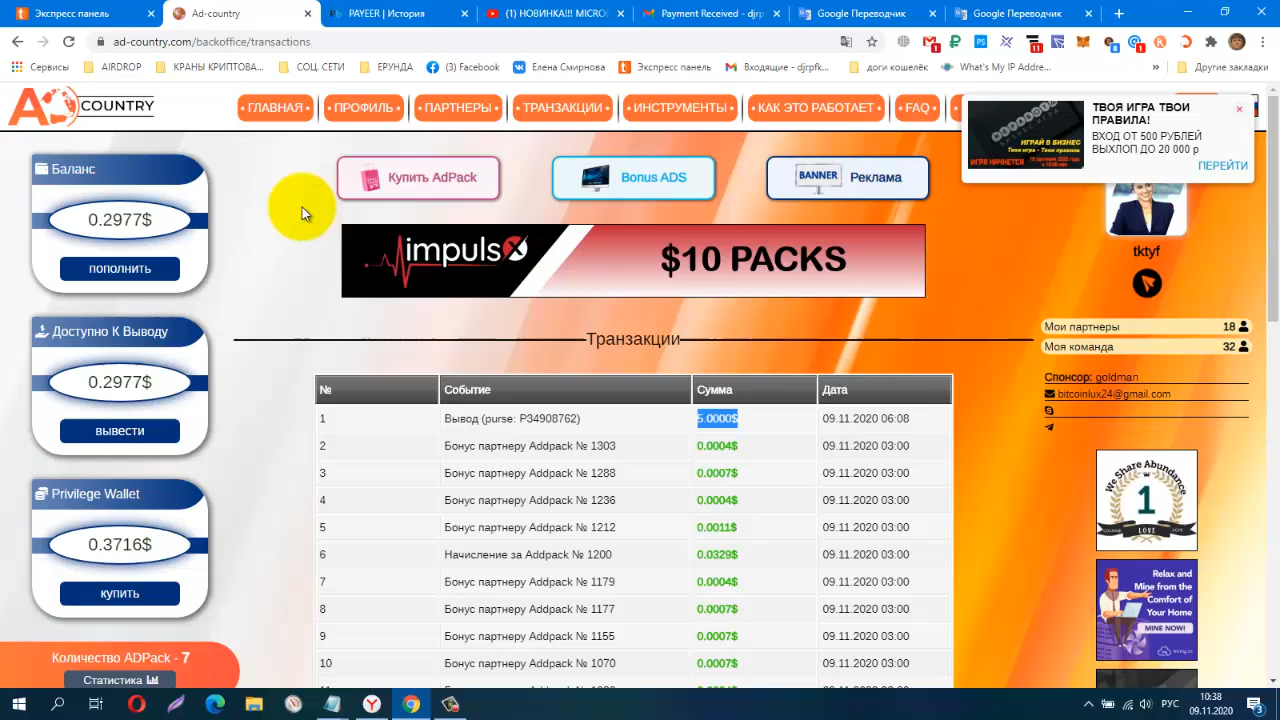 Экспресс панель
Ad-country
PAYEER | История
(1) НОВИНКА!!! MICRO
Payment Received - djrp
Google Переводчик
Google Переводчик
ad-country.com/backoffice/transactions
Сервисы
AIRDROP
КРАНЫ КРИПТОВА...
СОЦ. СЕТИ
ЕРУНДА
(3) Facebook
Елена Смирнова
Экспресс панель
Входящие - djrpfk...
доги кошелёк
What's My IP Addre...
»
Другие закладки
AD COUNTRY
• ГЛАВНАЯ •
• ПРОФИЛЬ •
• ПАРТНЕРЫ •
• ТРАНЗАКЦИИ •
• ИНСТРУМЕНТЫ •
• КАК ЭТО РАБОТАЕТ •
• FAQ •
ТВОЯ ИГРА ТВОИ
ПРАВИЛА!
ВХОД ОТ 500 РУБЛЕЙ
ВЫХЛОП ДО 20 000 р
ПЕРЕЙТИ
ИГРАЙ В БИЗНЕС
Твоя игра - Твои правила
ИГРА НАЧНЕТСЯ
Баланс
0.2977$
пополнить
Доступно К Выводу
0.2977$
вывести
Privilege Wallet
0.3716$
купить
Количество ADPack - 7
Статистика
Купить AdPack
Bonus ADS
BANNER
Реклама
impulsX
$10 PACKS
Транзакции
№ Событие Сумма Дата
1 Вывод (purse: P34908762) 5.0000$ 09.11.2020 06:08
2 Бонус партнеру Addpack № 1303 0.0004$ 09.11.2020 03:00
3 Бонус партнеру Addpack № 1288 0.0007$ 09.11.2020 03:00
4 Бонус партнеру Addpack № 1236 0.0004$ 09.11.2020 03:00
5 Бонус партнеру Addpack № 1212 0.0011$ 09.11.2020 03:00
6 Начисление за Addpack № 1200 0.0329$ 09.11.2020 03:00
7 Бонус партнеру Addpack № 1179 0.0004$ 09.11.2020 03:00
8 Бонус партнеру Addpack № 1177 0.0007$ 09.11.2020 03:00
9 Бонус партнеру Addpack № 1155 0.0007$ 09.11.2020 03:00
10 Бонус партнеру Addpack № 1070 0.0007$ 09.11.2020 03:00
tktyf
Мои партнеры 18
Моя команда 32
Спонсор: goldman
bitcoinlux24@gmail.com
We Share Abundance
1
LOVE
Relax and
Mine from the
Comfort of
Your Home
MINE NOW!
РУС
10:38
09.11.2020